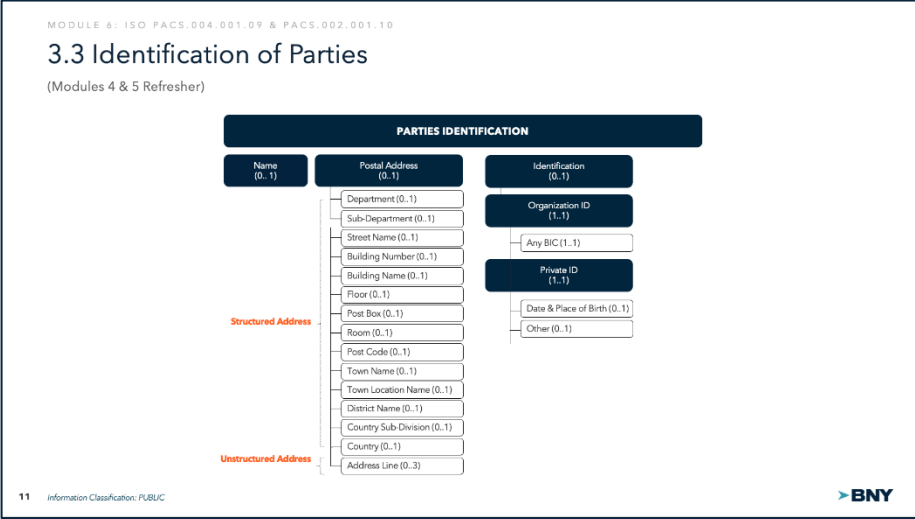 MODULE 6: ISO PACS.004.001.09 & PACS.002.001.10
3.3 Identification of Parties
(Modules 4 & 5 Refresher)
PARTIES IDENTIFICATION
Name
(0.. 1)
Postal Address
(0..1)
Department (0..1)
Sub-Department (0..1)
Street Name (0..1)
Building Number (0..1)
Building Name (0..1)
Floor (0..1)
Post Box (0..1)
Room (0..1)
Post Code (0..1)
Town Name (0..1)
Town Location Name (0..1)
District Name (0..1)
Country Sub-Division (0..1)
Country (0..1)
Address Line (0..3)
Structured Address
Unstructured Address
Identification
(0..1)
Organization ID
(1..1)
Any BIC (1..1)
Private ID
(1..1)
Date & Place of Birth (0..1)
Other (0..1)
11 Information Classification: PUBLIC
BNY